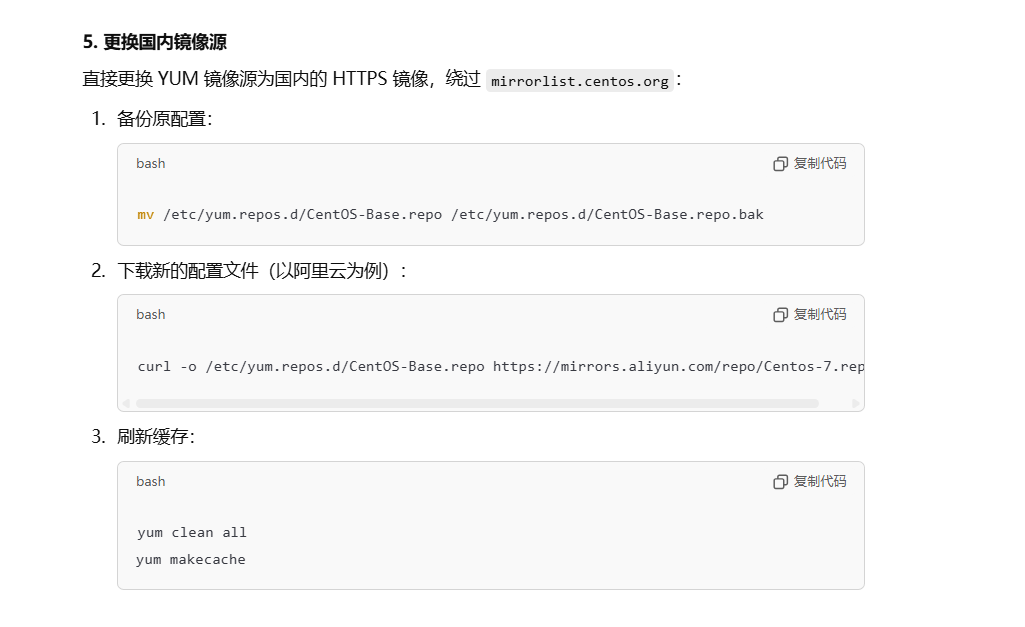 5. 更换国内镜像源
直接更换 YUM 镜像源为国内的 HTTPS 镜像，绕过 mirrorlist.centos.org：
1. 备份原配置：
bash 复制代码
mv /etc/yum.repos.d/CentOS-Base.repo /etc/yum.repos.d/CentOS-Base.repo.bak
2. 下载新的配置文件（以阿里云为例）：
bash 复制代码
curl -o /etc/yum.repos.d/CentOS-Base.repo https://mirrors.aliyun.com/repo/Centos-7.rep
3. 刷新缓存：
bash 复制代码
yum clean all
yum makecache